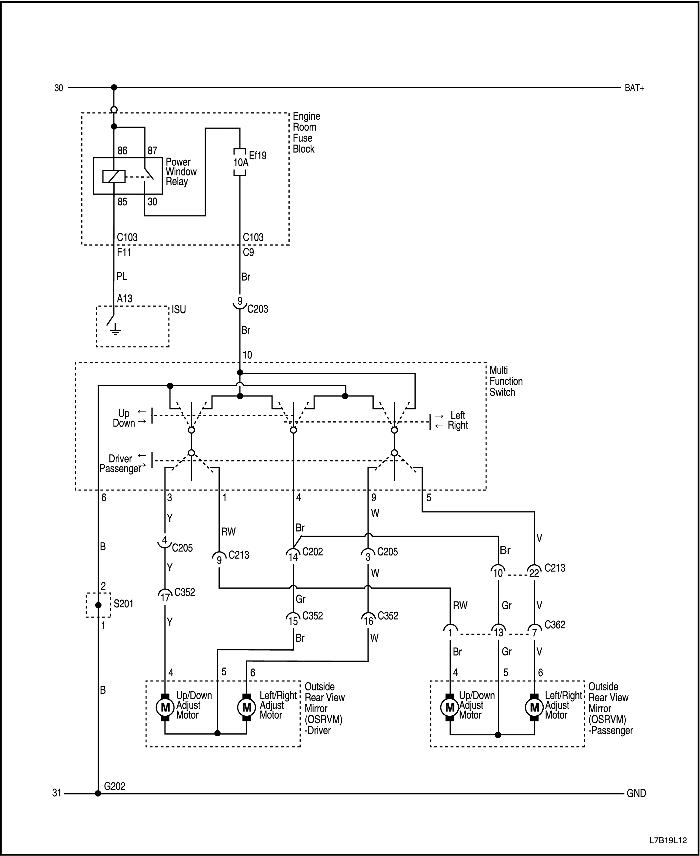 30 BAT+
Engine
Room
Fuse
Block
86 87
Power
Window
Relay
Ef19
10A
85 30
C103 C103
F11 C9
PL Br
A13
ISU
9 C203
Br
10
Multi
Function
Switch
Up
Down
Left
Right
Driver
Passenger
6 3 1 4 9 5
Y W
RW Br Br V
B
4 C205
9 C213
14 C202
3 C205
10 22 C213
Y W
2
S201
1
17 C352
Gr RW Gr V
15 C352
16
C352
1 13 7 C362
Y Br W
Br Gr V
B
4 5 6 4 5 6
Up/Down
Adjust
Motor
M
Left/Right
Adjust
Motor
M
Outside
Rear View
Mirror
(OSRVM)
-Driver
Up/Down
Adjust
Motor
M
Left/Right
Adjust
Motor
M
Outside
Rear View
Mirror
(OSRVM)
-Passenger
G202
31 GND
L7B19L12